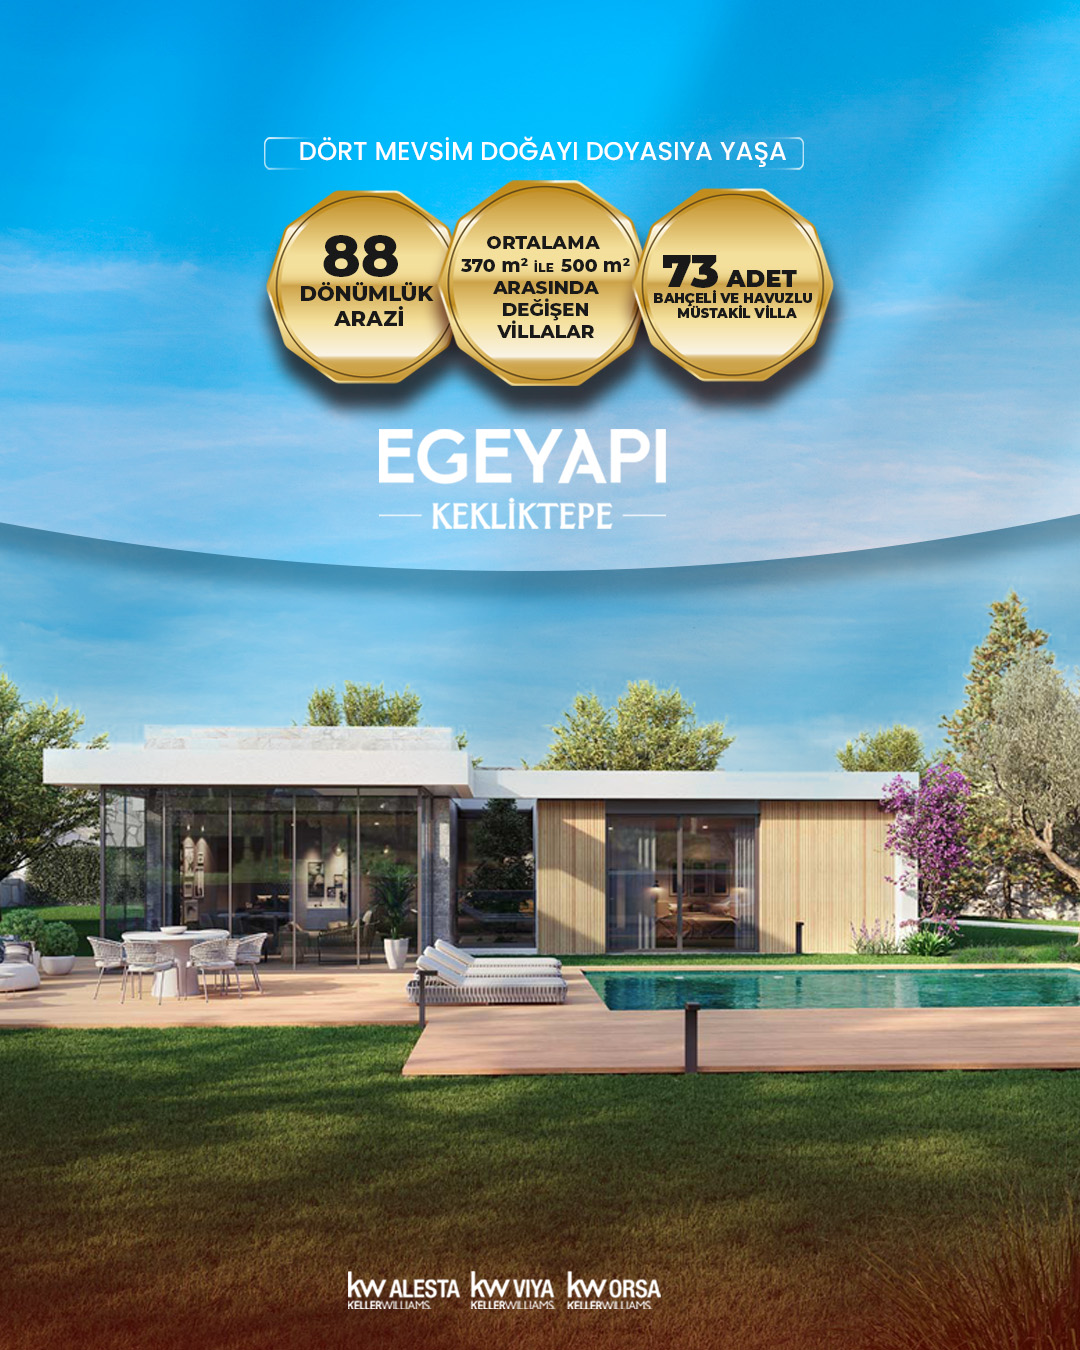 DÖRT MEVSİM DOĞAYI DOYASIYA YAŞA
88
DÖNÜMLÜK
ARAZİ
ORTALAMA
370 m² İLE 500 m²
ARASINDA
DEĞİŞEN
VİLLALAR
73 ADET
BAHÇELİ VE HAVUZLU
MÜSTAKİL VİLLA
EGEYAPI
KEKLİKTEPE
kw ALESTA kw VIYA kw ORSA
KELLERWILLIAMS. KELLERWILLIAMS. KELLERWILLIAMS.